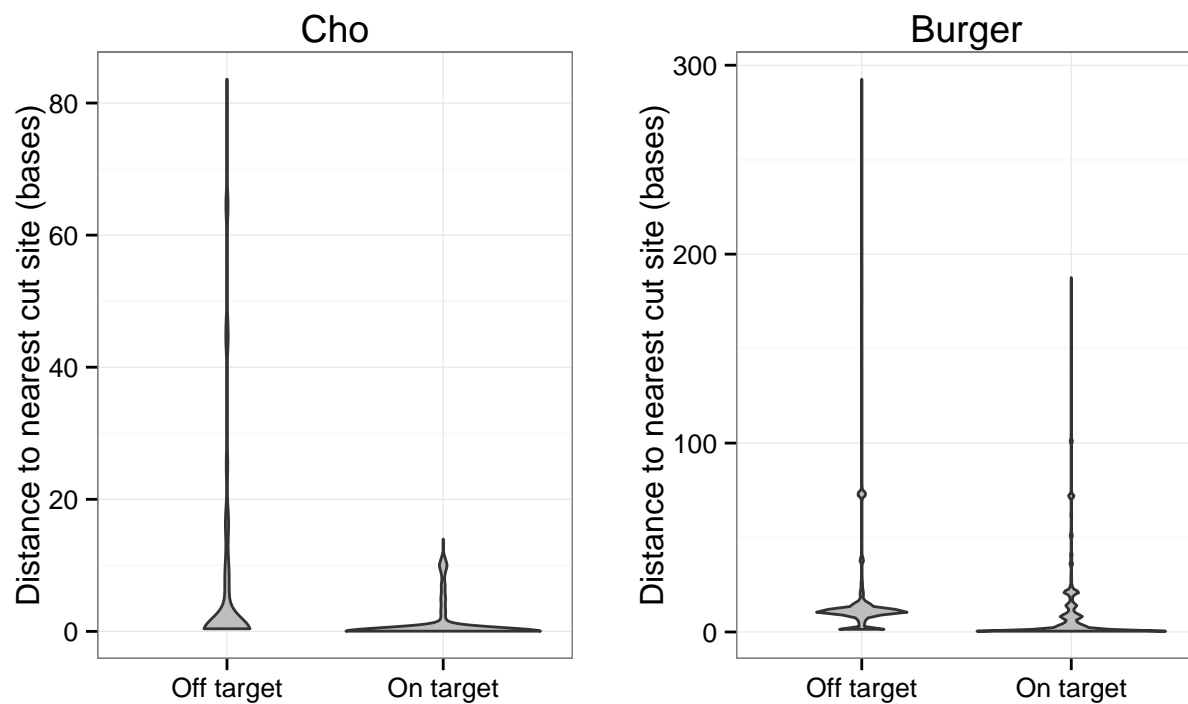 Cho
Distance to nearest cut site (bases)
80
60
40
20
0
Off target
On target
Burger
Distance to nearest cut site (bases)
300
200
100
0
Off target
On target